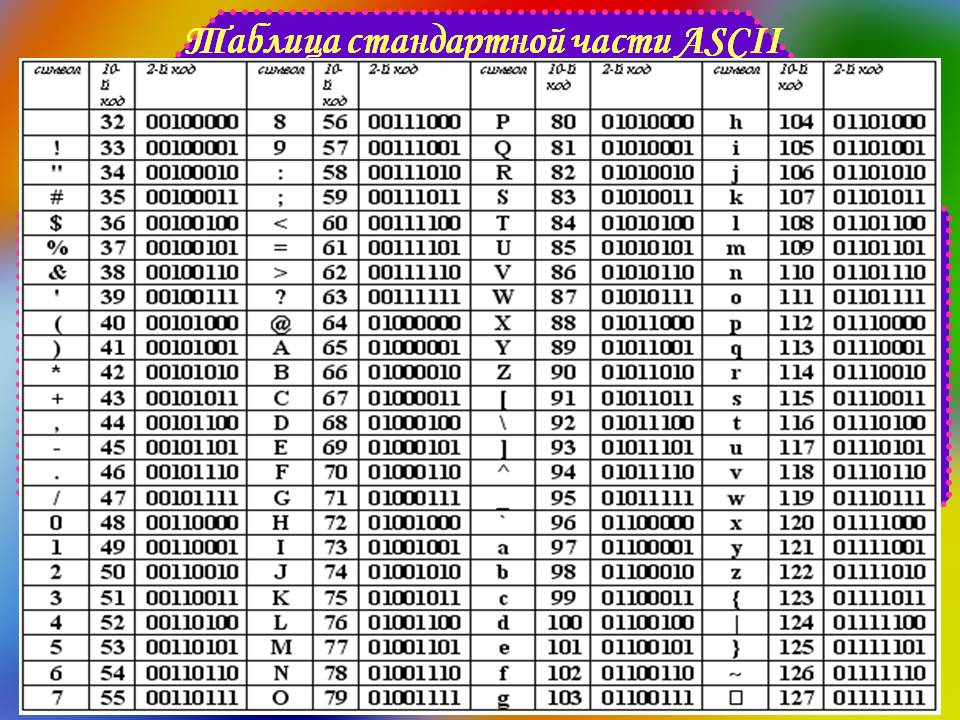 Таблица стандартной части ASCII
символ 10-й код 2-й код символ 10-й код 2-й код символ 10-й код 2-й код символ 10-й код 2-й код
32 00100000 8 56 00111000 P 80 01010000 h 104 01101000
! 33 00100001 9 57 00111001 Q 81 01010001 i 105 01101001
" 34 00100010 : 58 00111010 R 82 01010010 j 106 01101010
# 35 00100011 ; 59 00111011 S 83 01010011 k 107 01101011
$ 36 00100100 < 60 00111100 T 84 01010100 l 108 01101100
% 37 00100101 = 61 00111101 U 85 01010101 m 109 01101101
& 38 00100110 > 62 00111110 V 86 01010110 n 110 01101110
' 39 00100111 ? 63 00111111 W 87 01010111 o 111 01101111
( 40 00101000 @ 64 01000000 X 88 01011000 p 112 01110000
) 41 00101001 A 65 01000001 Y 89 01011001 q 113 01110001
* 42 00101010 B 66 01000010 Z 90 01011010 r 114 01110010
+ 43 00101011 C 67 01000011 [ 91 01011011 s 115 01110011
, 44 00101100 D 68 01000100 \ 92 01011100 t 116 01110100
- 45 00101101 E 69 01000101 ] 93 01011101 u 117 01110101
. 46 00101110 F 70 01000110 ^ 94 01011110 v 118 01110110
/ 47 00101111 G 71 01000111 _ 95 01011111 w 119 01110111
0 48 00110000 H 72 01001000 ` 96 01100000 x 120 01111000
1 49 00110001 I 73 01001001 a 97 01100001 y 121 01111001
2 50 00110010 J 74 01001010 b 98 01100010 z 122 01111010
3 51 00110011 K 75 01001011 c 99 01100011 { 123 01111011
4 52 00110100 L 76 01001100 d 100 01100100 | 124 01111100
5 53 00110101 M 77 01001101 e 101 01100101 } 125 01111101
6 54 00110110 N 78 01001110 f 102 01100110 ~ 126 01111110
7 55 00110111 O 79 01001111 g 103 01100111 □ 127 01111111